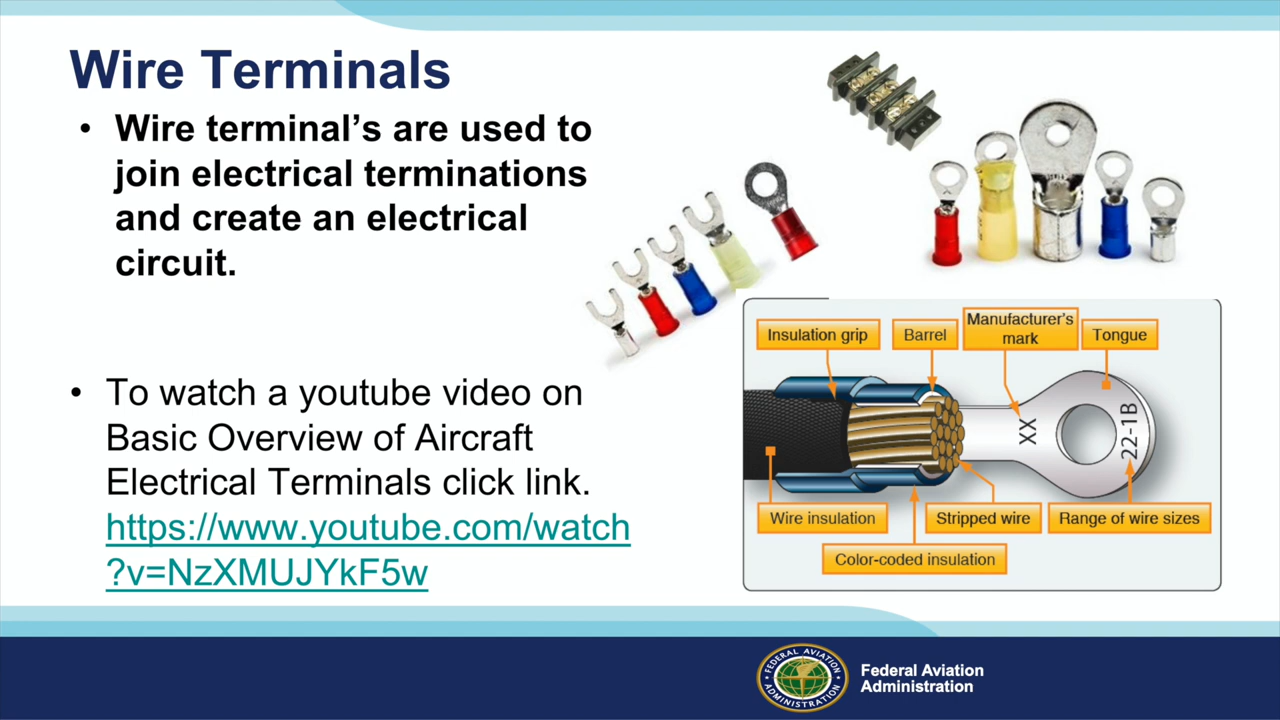 Wire Terminals
• Wire terminal’s are used to
join electrical terminations
and create an electrical
circuit.
• To watch a youtube video on
Basic Overview of Aircraft
Electrical Terminals click link.
https://www.youtube.com/watch
?v=NzXMUJYkF5w
Insulation grip
Barrel
Manufacturer’s
mark
Tongue
XX
22-1B
Wire insulation
Stripped wire
Range of wire sizes
Color-coded insulation
FEDERAL AVIATION
ADMINISTRATION
Federal Aviation
Administration